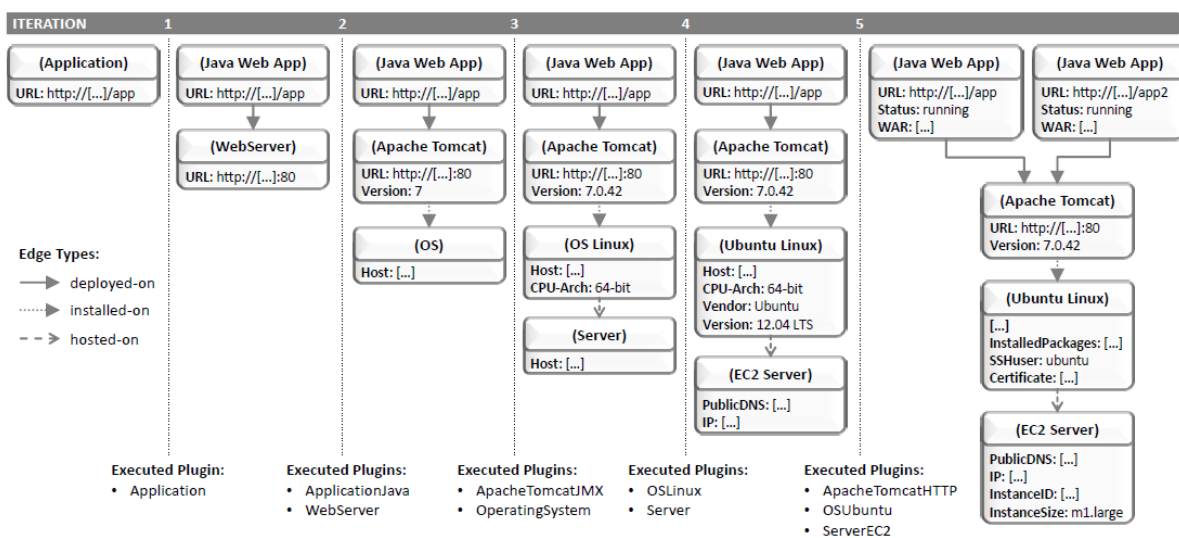 ITERATION 1 2 3 4 5
(Application)
URL: http://[...]/app
(Java Web App)
URL: http://[...]/app
(WebServer)
URL: http://[...]:80
(Java Web App)
URL: http://[...]/app
(Apache Tomcat)
URL: http://[...]:80
Version: 7
(OS)
Host: [...]
(Java Web App)
URL: http://[...]/app
(Apache Tomcat)
URL: http://[...]:80
Version: 7.0.42
(OS Linux)
Host: [...]
CPU-Arch: 64-bit
(Server)
Host: [...]
(Java Web App)
URL: http://[...]/app
(Apache Tomcat)
URL: http://[...]:80
Version: 7.0.42
(Ubuntu Linux)
Host: [...]
CPU-Arch: 64-bit
Vendor: Ubuntu
Version: 12.04 LTS
(EC2 Server)
PublicDNS: [...]
IP: [...]
(Java Web App)
URL: http://[...]/app
Status: running
WAR: [...]
(Java Web App)
URL: http://[...]/app2
Status: running
WAR: [...]
(Apache Tomcat)
URL: http://[...]:80
Version: 7.0.42
(Ubuntu Linux)
[...]
InstalledPackages: [...]
SSHuser: ubuntu
Certificate: [...]
(EC2 Server)
PublicDNS: [...]
IP: [...]
InstanceID: [...]
InstanceSize: m1.large
Edge Types:
deployed-on
installed-on
hosted-on
Executed Plugin:
• Application
Executed Plugins:
• ApplicationJava
• WebServer
Executed Plugins:
• ApacheTomcatJMX
• OperatingSystem
Executed Plugins:
• OSLinux
• Server
Executed Plugins:
• ApacheTomcatHTTP
• OSUbuntu
• ServerEC2